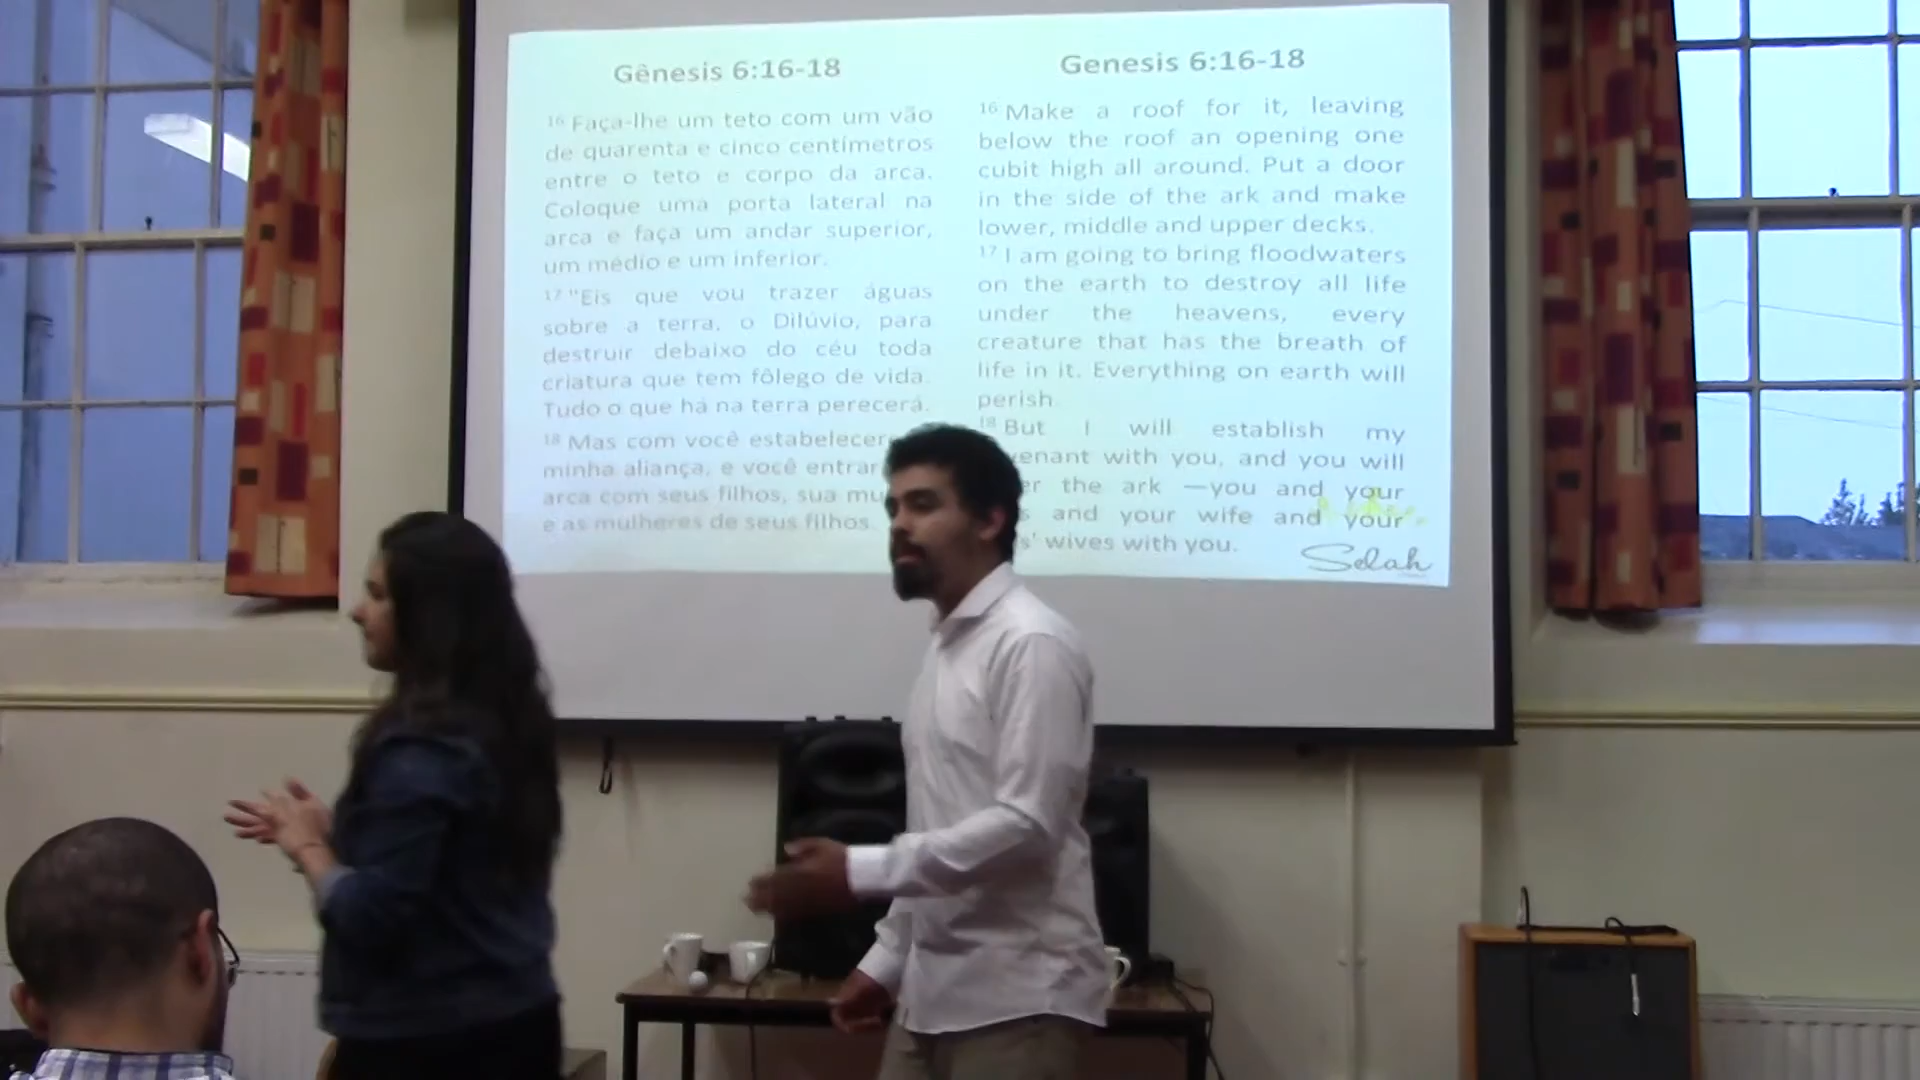 Gênesis 6:16-18
16 Faça-lhe um teto com um vão
de quarenta e cinco centímetros
entre o teto e corpo da arca.
Coloque uma porta lateral na
arca e faça um andar superior,
um médio e um inferior.
17 "Eis que vou trazer águas
sobre a terra, o Dilúvio, para
destruir debaixo do céu toda
criatura que tem fôlego de vida.
Tudo o que há na terra perecerá.
18 Mas com você
minha aliança, e você
arca com seus filhos, sua
e as mulheres de seus filhos.
Genesis 6:16-18
16 Make a roof for it, leaving
below the roof an opening one
cubit high all around. Put a door
in the side of the ark and make
lower, middle and upper decks.
17 I am going to bring floodwaters
on the earth to destroy all life
under the heavens, every
creature that has the breath of
life in it. Everything on earth will
perish.
18 But I will establish my
with you, and you will
the ark —you and your
and your wife and your
wives with you.
Selah